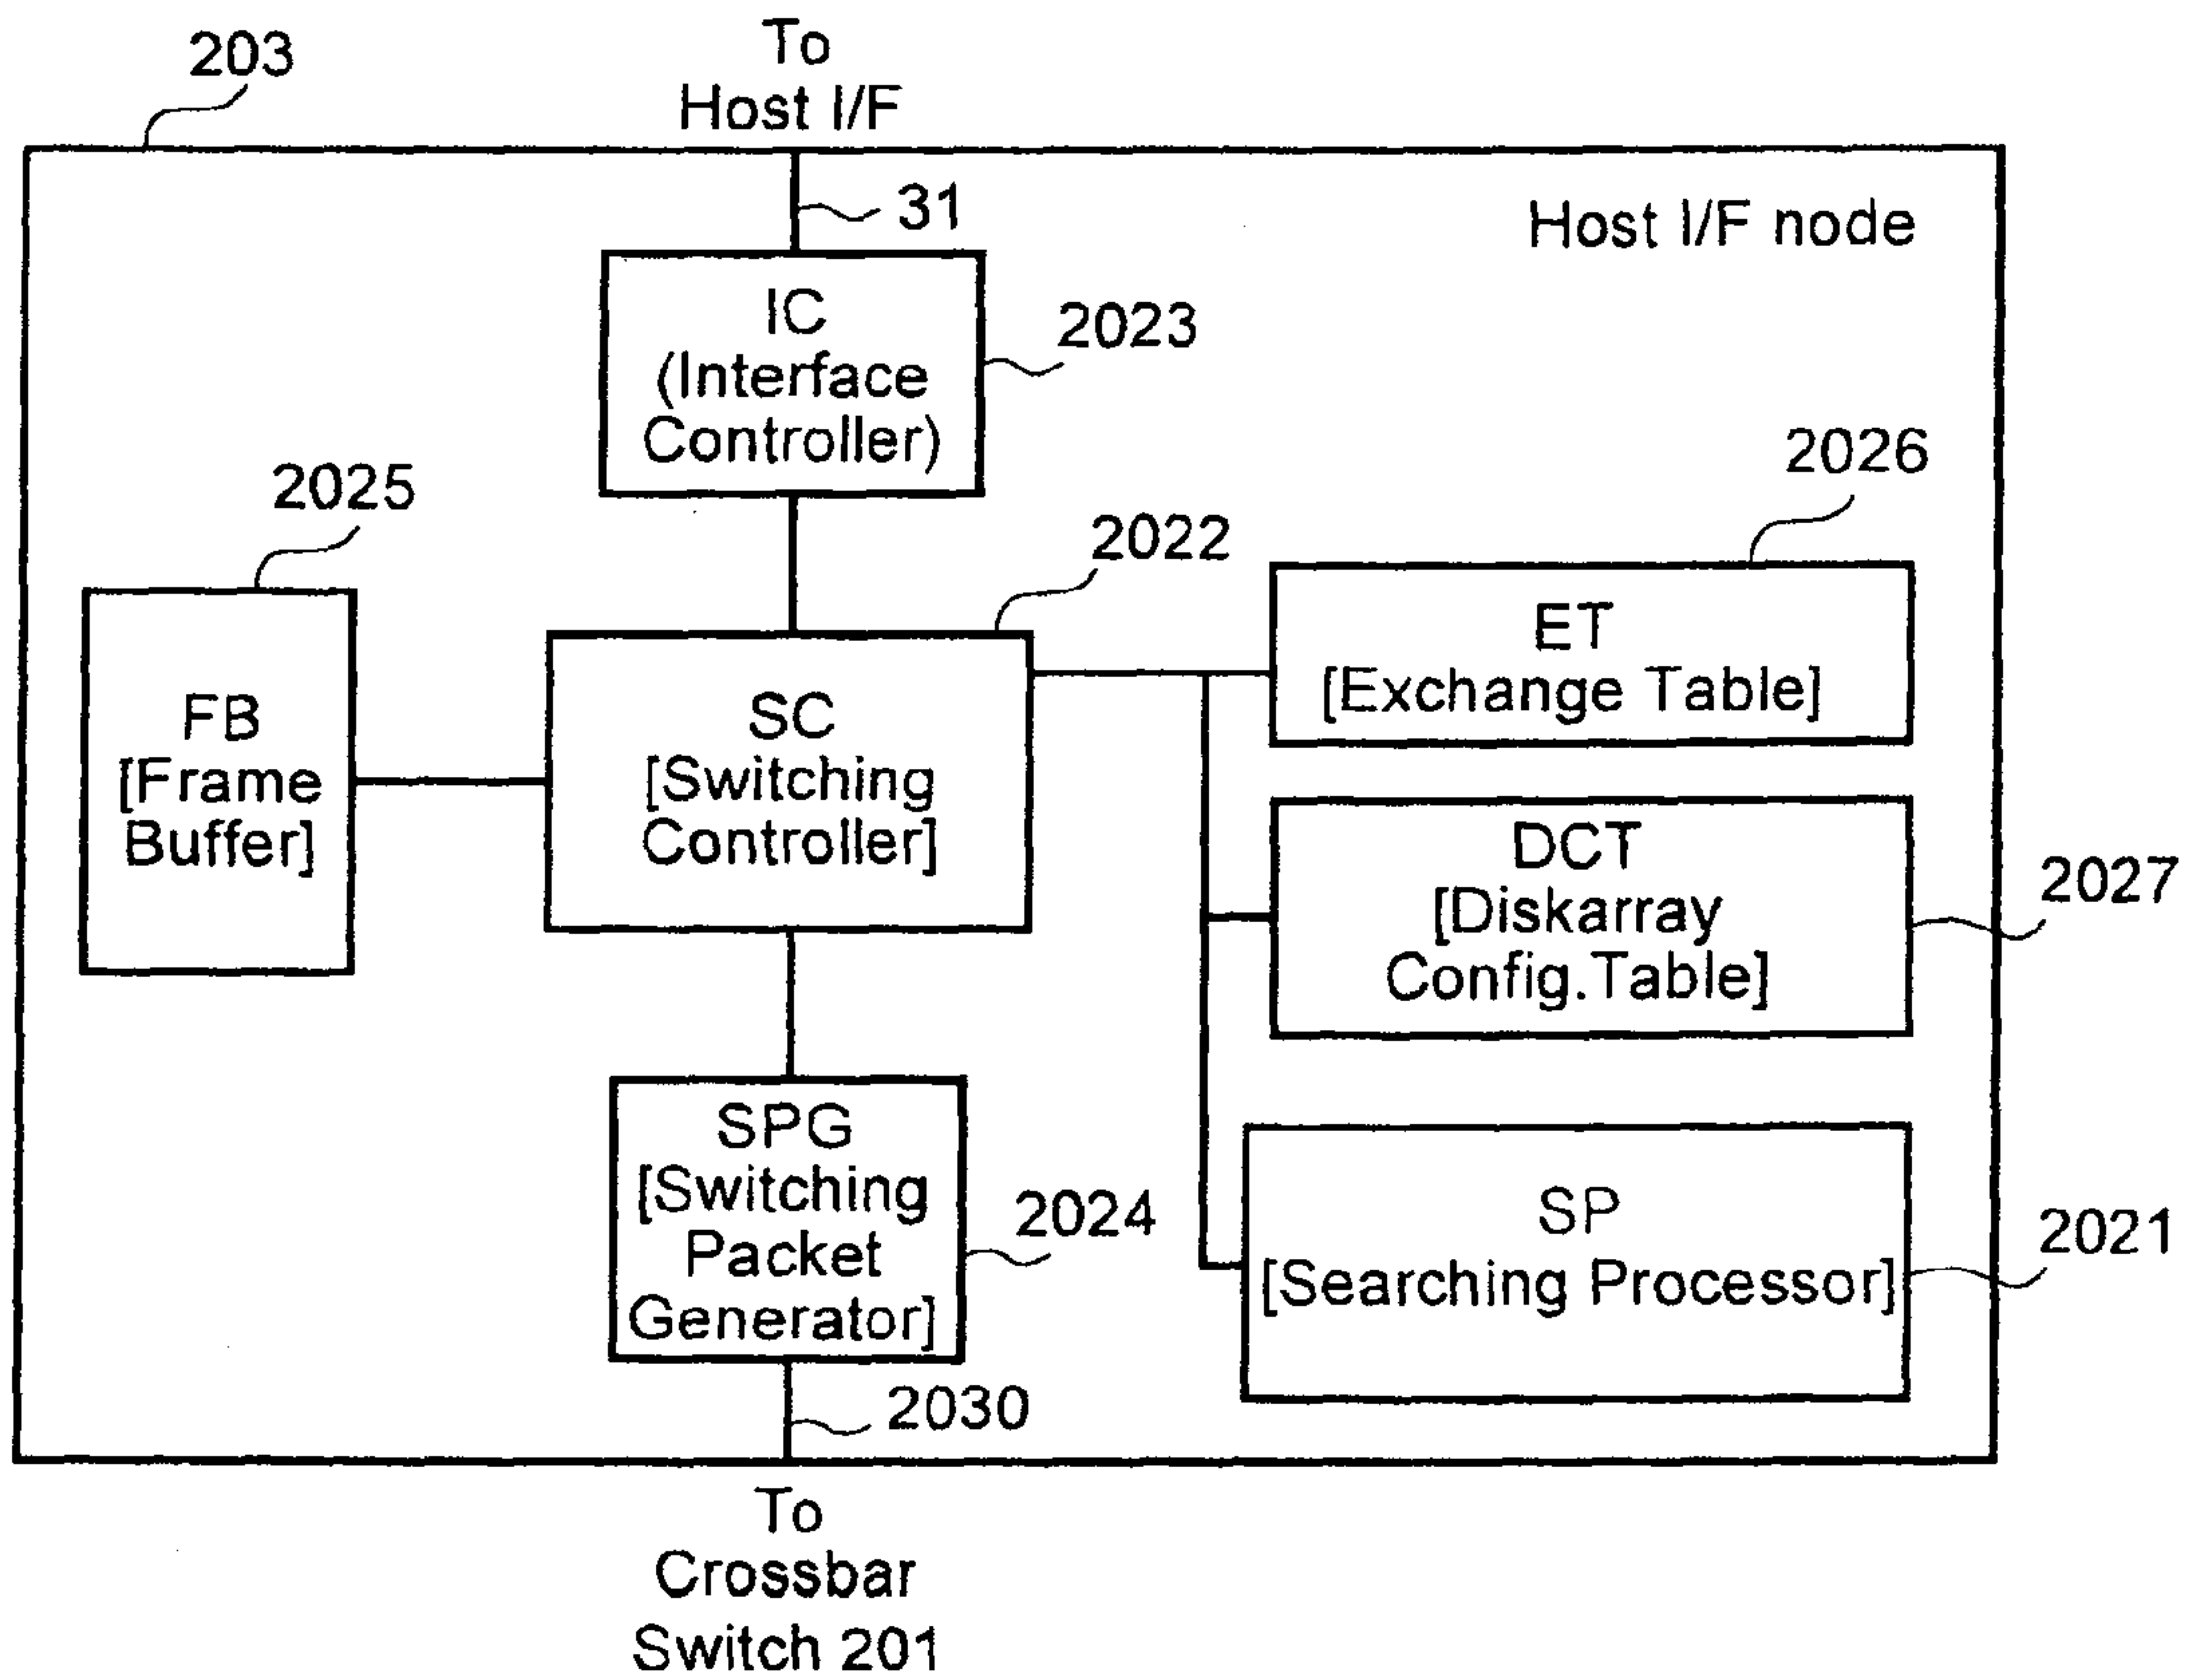 203
To
Host I/F
31
Host I/F node
IC
(Interface
Controller)
2023
2026
2025
2022
ET
[Exchange Table]
FB
[Frame
Buffer]
SC
[Switching
Controller]
DCT
[Diskarray
Config.Table]
2027
SPG
[Switching
Packet
Generator]
2024
SP
[Searching Processor]
2021
2030
To
Crossbar
Switch 201